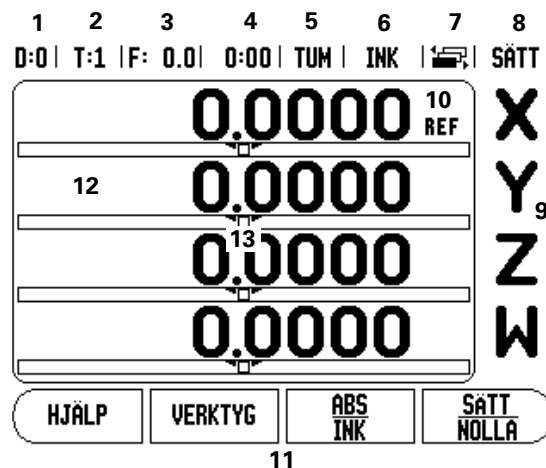 1 2 3 4 5 6 7 8
D:0 | T:1 | F: 0.0 | 0:00 | TUM | INK | SÄTT
0.0000 10 REF X
12 0.0000 Y 9
13
0.0000 Z
0.0000 W
HJÄLP VERKTYG ABS INK SÄTT NOLLA
11